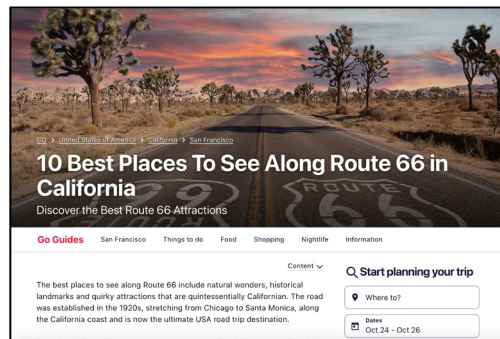 GO > United States of America > California > San Francisco
10 Best Places To See Along Route 66 in
California
Discover the Best Route 66 Attractions
ROUTE
66
Go Guides San Francisco Things to do Food Shopping Nightlife Information
Content
The best places to see along Route 66 include natural wonders, historical
landmarks and quirky attractions that are quintessentially Californian. The road
was established in the 1920s, stretching from Chicago to Santa Monica, along
the California coast and is now the ultimate USA road trip destination.
Start planning your trip
Where to?
Dates
Oct 24 - Oct 26